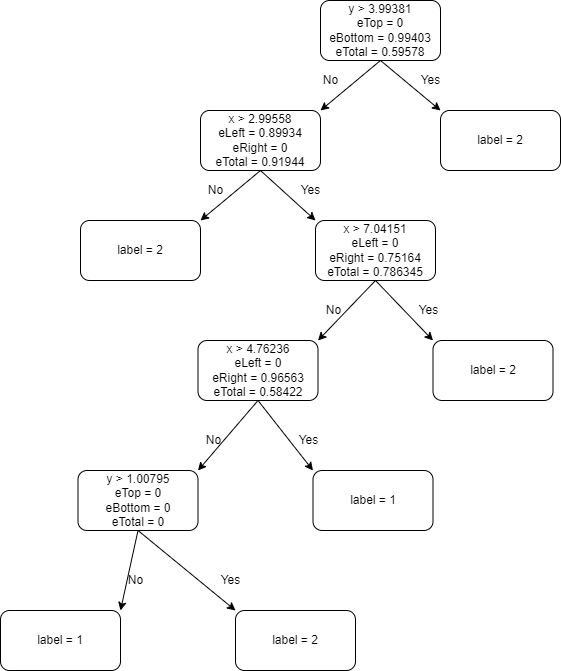 y > 3.99381
eTop = 0
eBottom = 0.99403
eTotal = 0.59578
No
Yes
x > 2.99558
eLeft = 0.89934
eRight = 0
eTotal = 0.91944
label = 2
No
Yes
label = 2
x > 7.04151
eLeft = 0
eRight = 0.75164
eTotal = 0.786345
No
Yes
x > 4.76236
eLeft = 0
eRight = 0.96563
eTotal = 0.58422
label = 2
No
Yes
y > 1.00795
eTop = 0
eBottom = 0
eTotal = 0
label = 1
No
Yes
label = 1
label = 2